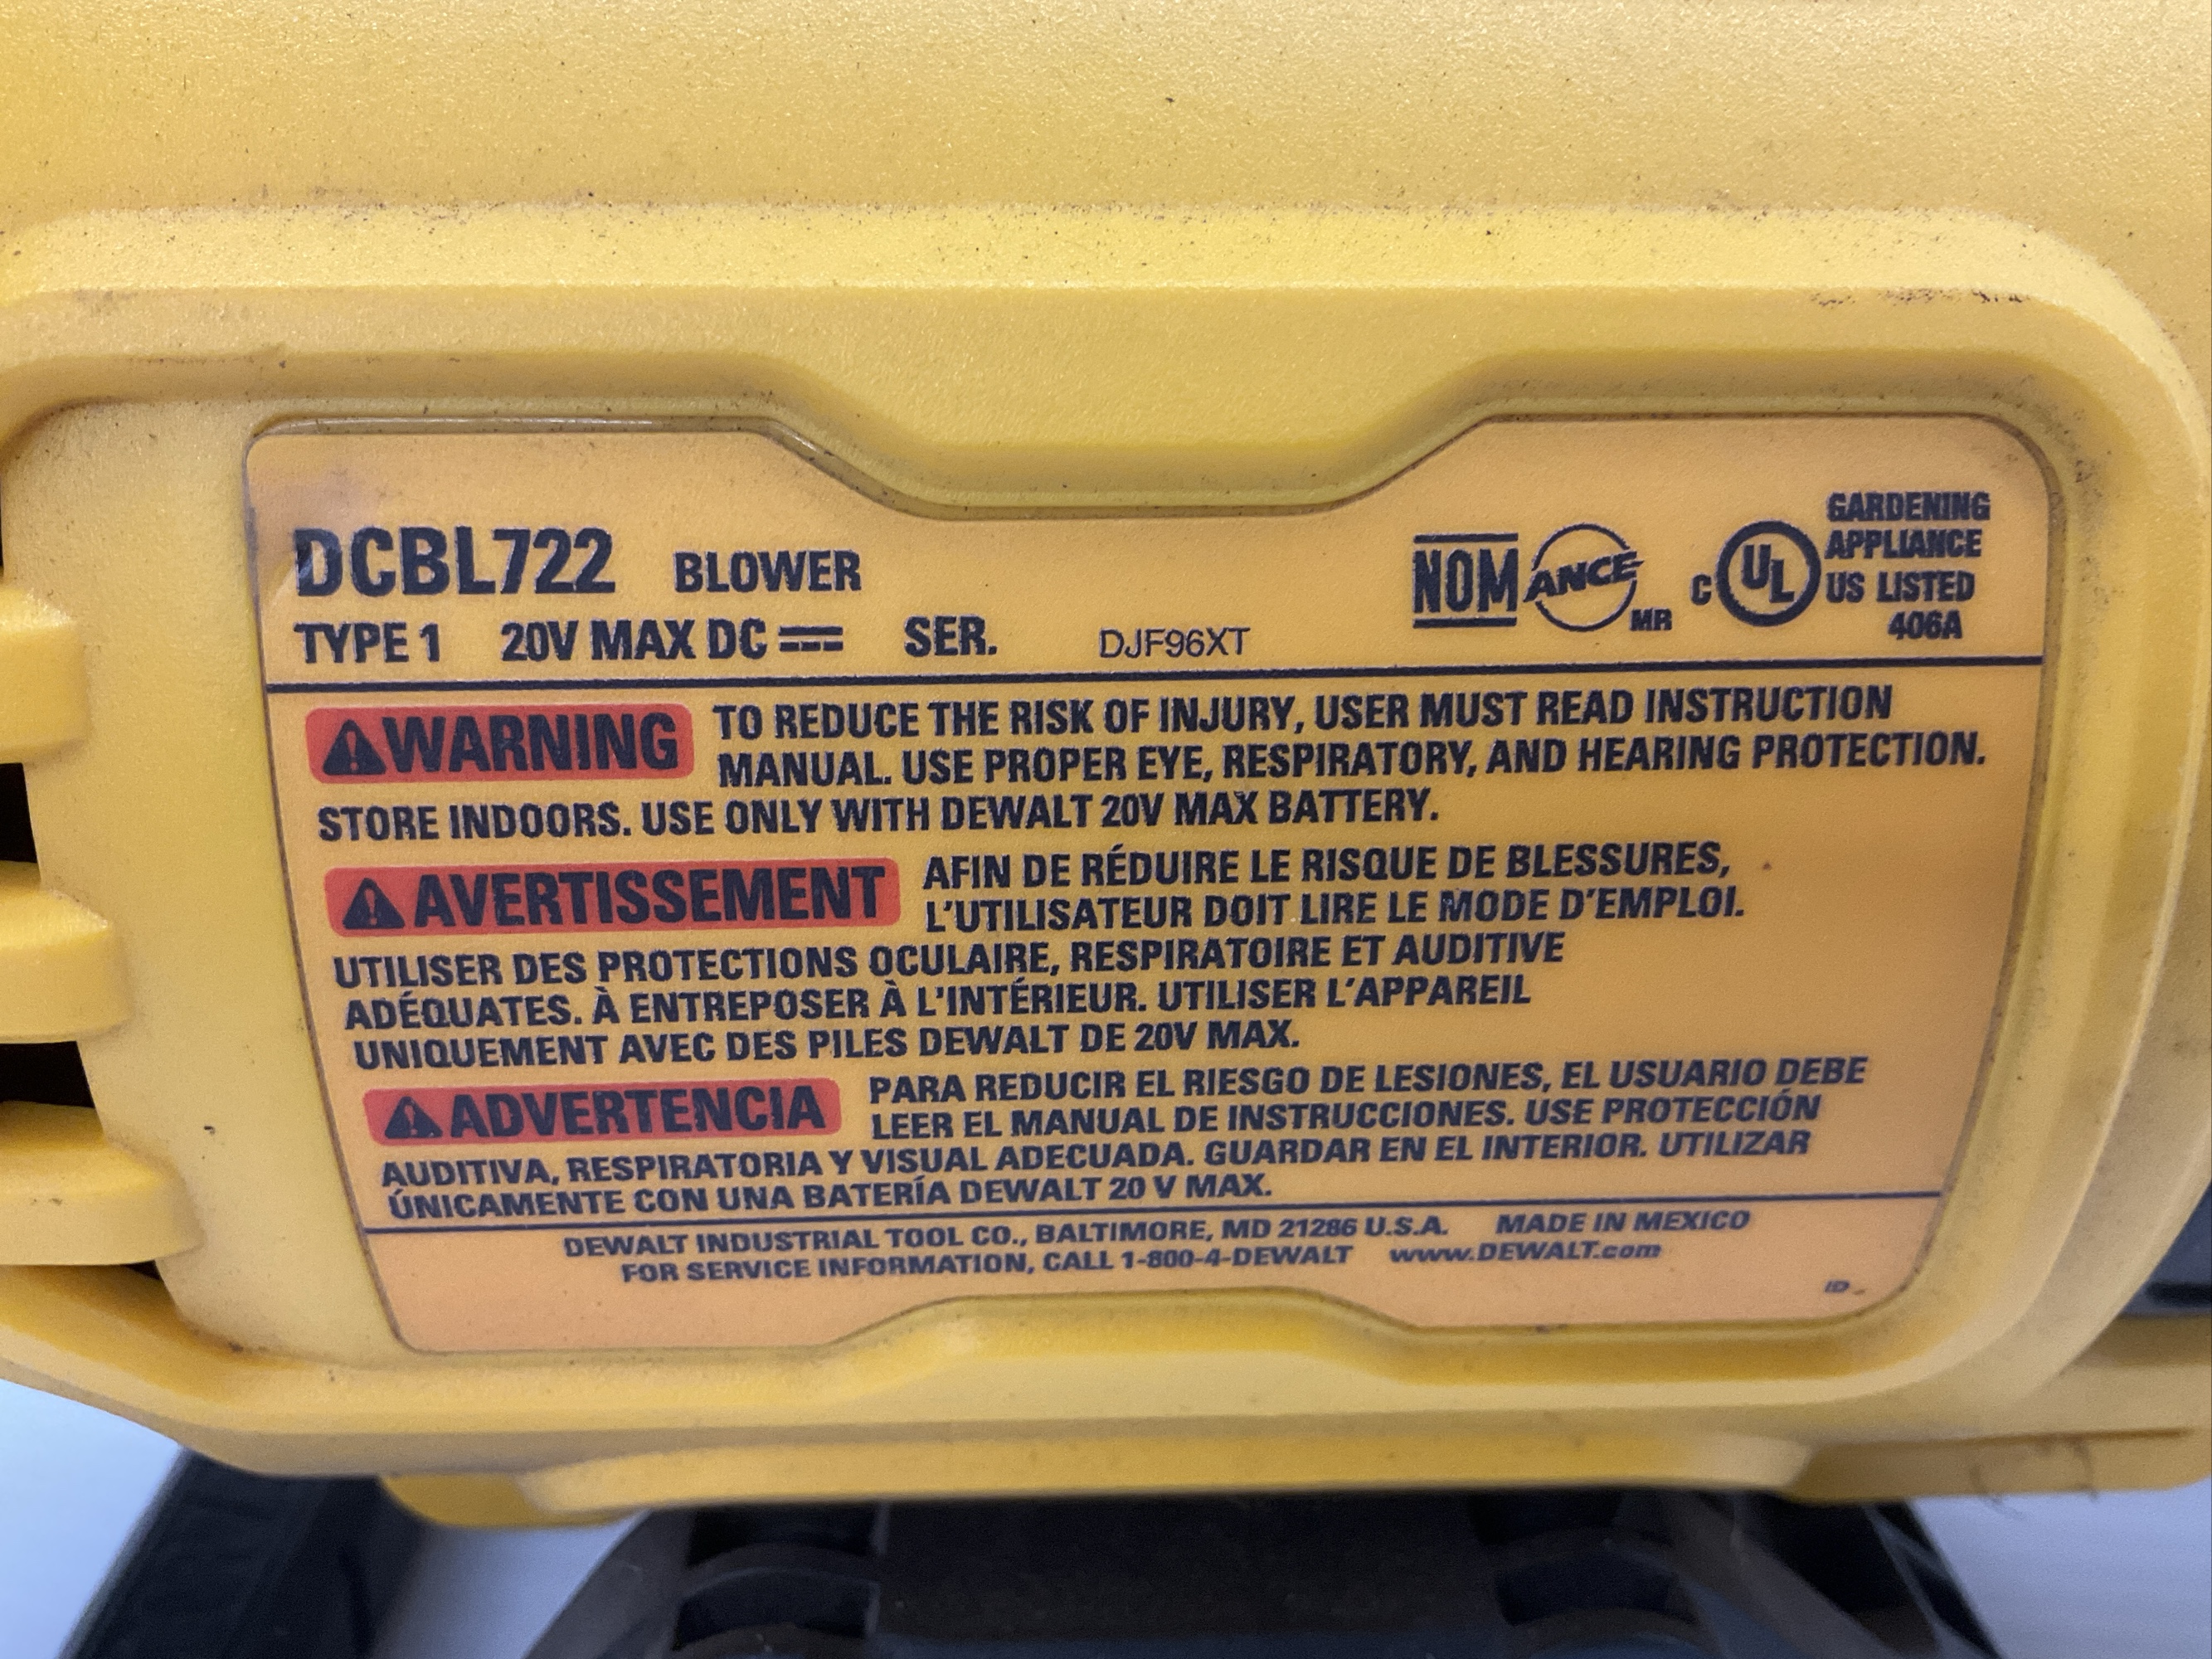 DCBL722 BLOWER
TYPE 1 20V MAX DC SER. DJF96XT
NOM ANCE MR
C UL US GARDENING
APPLIANCE
LISTED
406A
WARNING TO REDUCE THE RISK OF INJURY, USER MUST READ INSTRUCTION
MANUAL. USE PROPER EYE, RESPIRATORY, AND HEARING PROTECTION.
STORE INDOORS. USE ONLY WITH DEWALT 20V MAX BATTERY.
AVERTISSEMENT AFIN DE RÉDUIRE LE RISQUE DE BLESSURES,
L'UTILISATEUR DOIT LIRE LE MODE D'EMPLOI.
UTILISER DES PROTECTIONS OCULAIRE, RESPIRATOIRE ET AUDITIVE
ADÉQUATES. À ENTREPOSER À L'INTÉRIEUR. UTILISER L'APPAREIL
UNIQUEMENT AVEC DES PILES DEWALT DE 20V MAX.
ADVERTENCIA PARA REDUCIR EL RIESGO DE LESIONES, EL USUARIO DEBE
LEER EL MANUAL DE INSTRUCCIONES. USE PROTECCIÓN
AUDITIVA, RESPIRATORIA Y VISUAL ADECUADA. GUARDAR EN EL INTERIOR. UTILIZAR
ÚNICAMENTE CON UNA BATERÍA DEWALT 20 V MAX.
DEWALT INDUSTRIAL TOOL CO., BALTIMORE, MD 21286 U.S.A. MADE IN MEXICO
FOR SERVICE INFORMATION, CALL 1-800-4-DEWALT www.DEWALT.com
ID